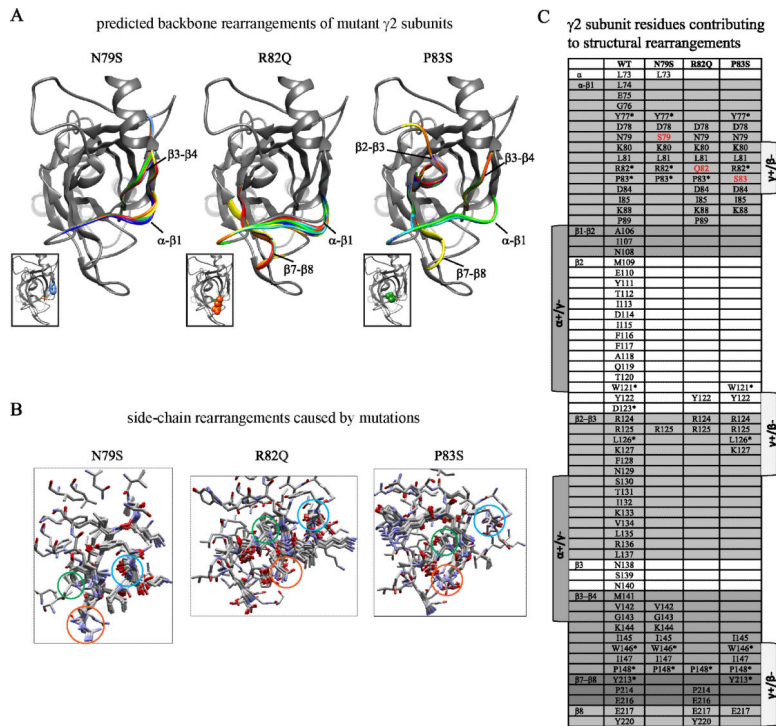 A
predicted backbone rearrangements of mutant γ2 subunits
N79S
R82Q
P83S
β3-β4
α-β1
β7-β8
β2-β3
β3-β4
α-β1
β7-β8
B
side-chain rearrangements caused by mutations
N79S
R82Q
P83S
C
γ2 subunit residues contributing
to structural rearrangements
WT N79S R82Q P83S
α L73 L73
α-β1 L74
E75
G76
Y77* Y77* Y77*
D78 D78 D78 D78
N79 S79 N79 N79
K80 K80 K80 K80
L81 L81 L81 L81
R82* R82* Q82 R82*
P83* P83* P83* S83
D84 D84 D84
I85 I85 I85
K88 K88 K88
P89 P89
β1-β2 A106
I107
N108
β2 M109
E110
Y111
T112
I113
D114
I115
F116
F117
A118
Q119
T120
W121* W121*
Y122 Y122 Y122
D123*
β2-β3 R124 R124 R124
R125 R125 R125 R125
L126* L126*
K127 K127
F128
N129
S130
T131
I132
K133
V134
L135
R136
L137
β3 N138
S139
N140
β3-β4 M141
V142 V142
G143 G143
K144 K144
I145 I145 I145
W146* W146* W146*
I147 I147 I147
P148* P148* P148* P148*
β7-β8 Y213* Y213*
P214 P214
E216 E216
β8 E217 E217 E217
Y220 Y220
γ+/β-
α+/γ-
γ+/β-
α+/γ-
γ+/β-